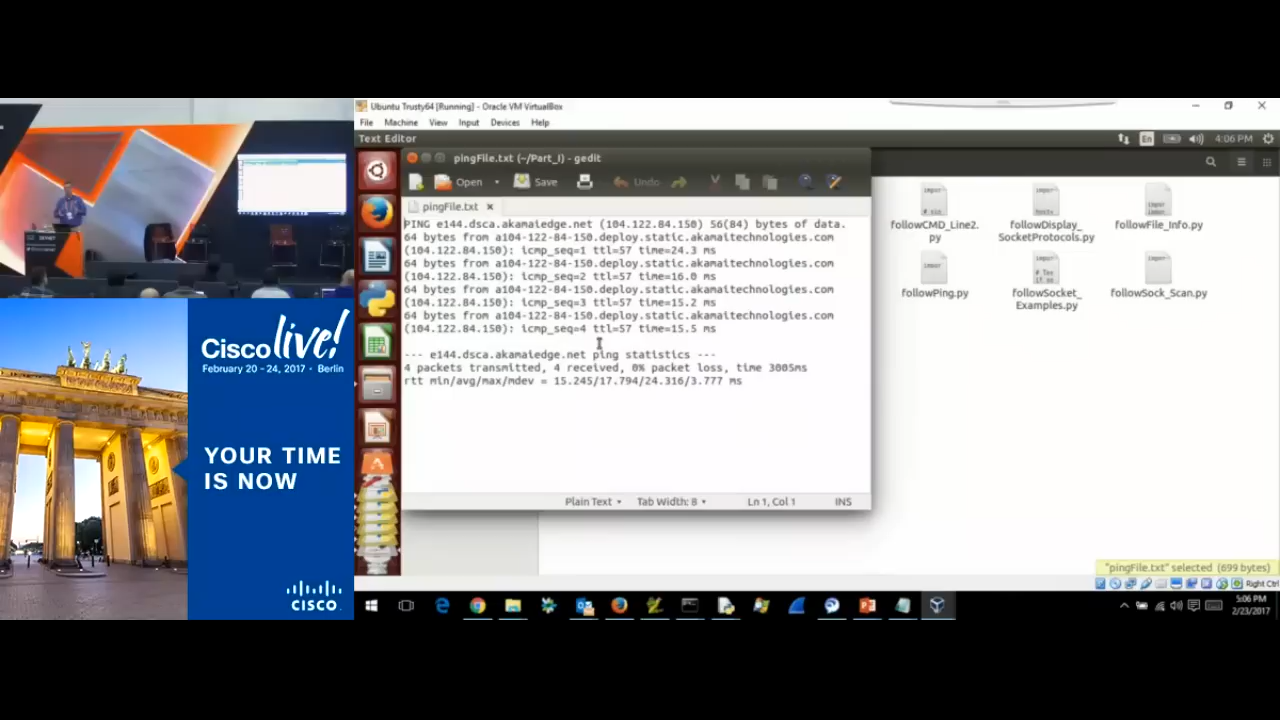 Ubuntu Trusty64 [Running] - Oracle VM VirtualBox
File Machine View Input Devices Help
Text Editor
En
4:06 PM
pingFile.txt (~/Part_I) - gedit
Open
Save
Undo
pingFile.txt
PING e144.dsca.akamaiedge.net (104.122.84.150) 56(84) bytes of data.
64 bytes from a104-122-84-150.deploy.static.akamaitechnologies.com
(104.122.84.150): icmp_seq=1 ttl=57 time=24.3 ms
64 bytes from a104-122-84-150.deploy.static.akamaitechnologies.com
(104.122.84.150): icmp_seq=2 ttl=57 time=16.0 ms
64 bytes from a104-122-84-150.deploy.static.akamaitechnologies.com
(104.122.84.150): icmp_seq=3 ttl=57 time=15.2 ms
64 bytes from a104-122-84-150.deploy.static.akamaitechnologies.com
(104.122.84.150): icmp_seq=4 ttl=57 time=15.5 ms
--- e144.dsca.akamaiedge.net ping statistics ---
4 packets transmitted, 4 received, 0% packet loss, time 3005ms
rtt min/avg/max/mdev = 15.245/17.794/24.316/3.777 ms
Plain Text
Tab Width: 8
Ln 1, Col 1
INS
followCMD_Line2.
py
followDisplay_
SocketProtocols.py
followFile_Info.py
followPing.py
followSocket_
Examples.py
followSock_Scan.py
"pingFile.txt" selected (699 bytes)
Right Ctrl
5:06 PM
2/23/2017
Cisco live!
February 20 - 24, 2017 · Berlin
YOUR TIME
IS NOW
CISCO